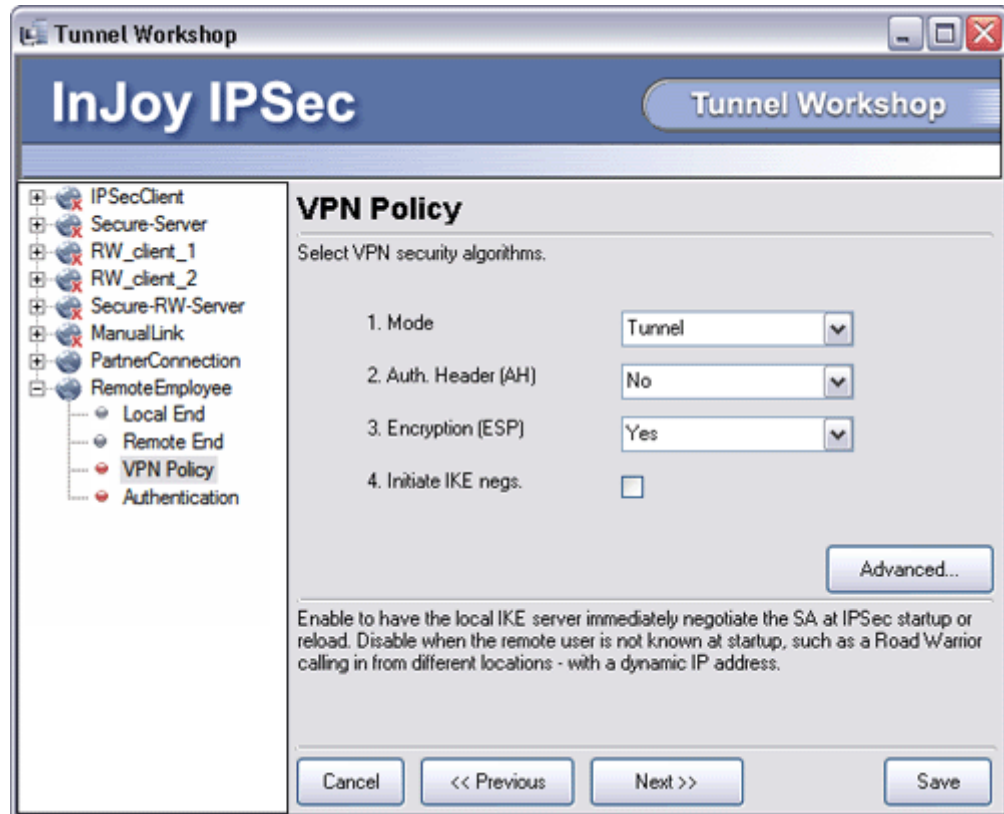 Tunnel Workshop
InJoy IPSec
Tunnel Workshop
IPSecClient
Secure-Server
RW_client_1
RW_client_2
Secure-RW-Server
ManualLink
PartnerConnection
RemoteEmployee
Local End
Remote End
VPN Policy
Authentication
VPN Policy
Select VPN security algorithms.
1. Mode
Tunnel
2. Auth. Header (AH)
No
3. Encryption (ESP)
Yes
4. Initiate IKE negs.
Advanced...
Enable to have the local IKE server immediately negotiate the SA at IPSec startup or
reload. Disable when the remote user is not known at startup, such as a Road Warrior
calling in from different locations - with a dynamic IP address.
Cancel
<< Previous
Next >>
Save